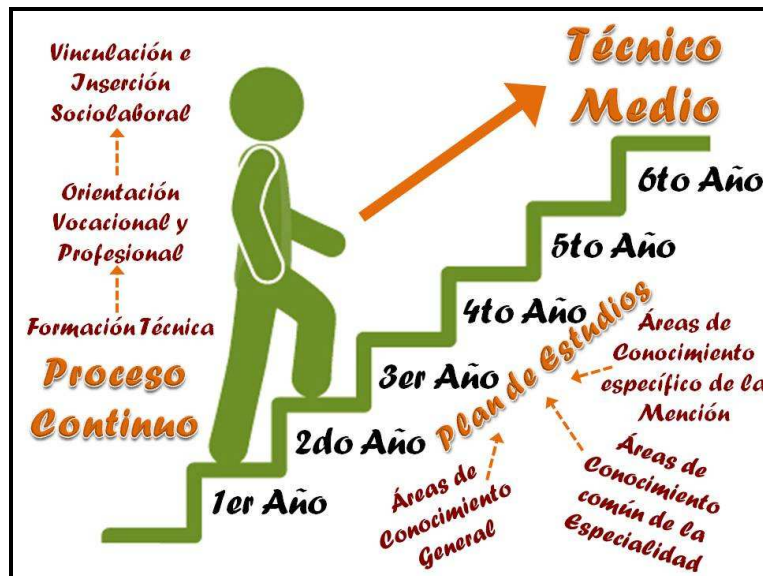 Vinculación e
Inserción
Sociolaboral
Orientación
Vocacional y
Profesional
Formación Técnica
Proceso
Continuo
Técnico
Medio
1er Año
2do Año
3er Año
4to Año
5to Año
6to Año
Plan de Estudios
Áreas de
Conocimiento
General
Áreas de
Conocimiento
común de la
Especialidad
Áreas de
Conocimiento
específico de la
Mención